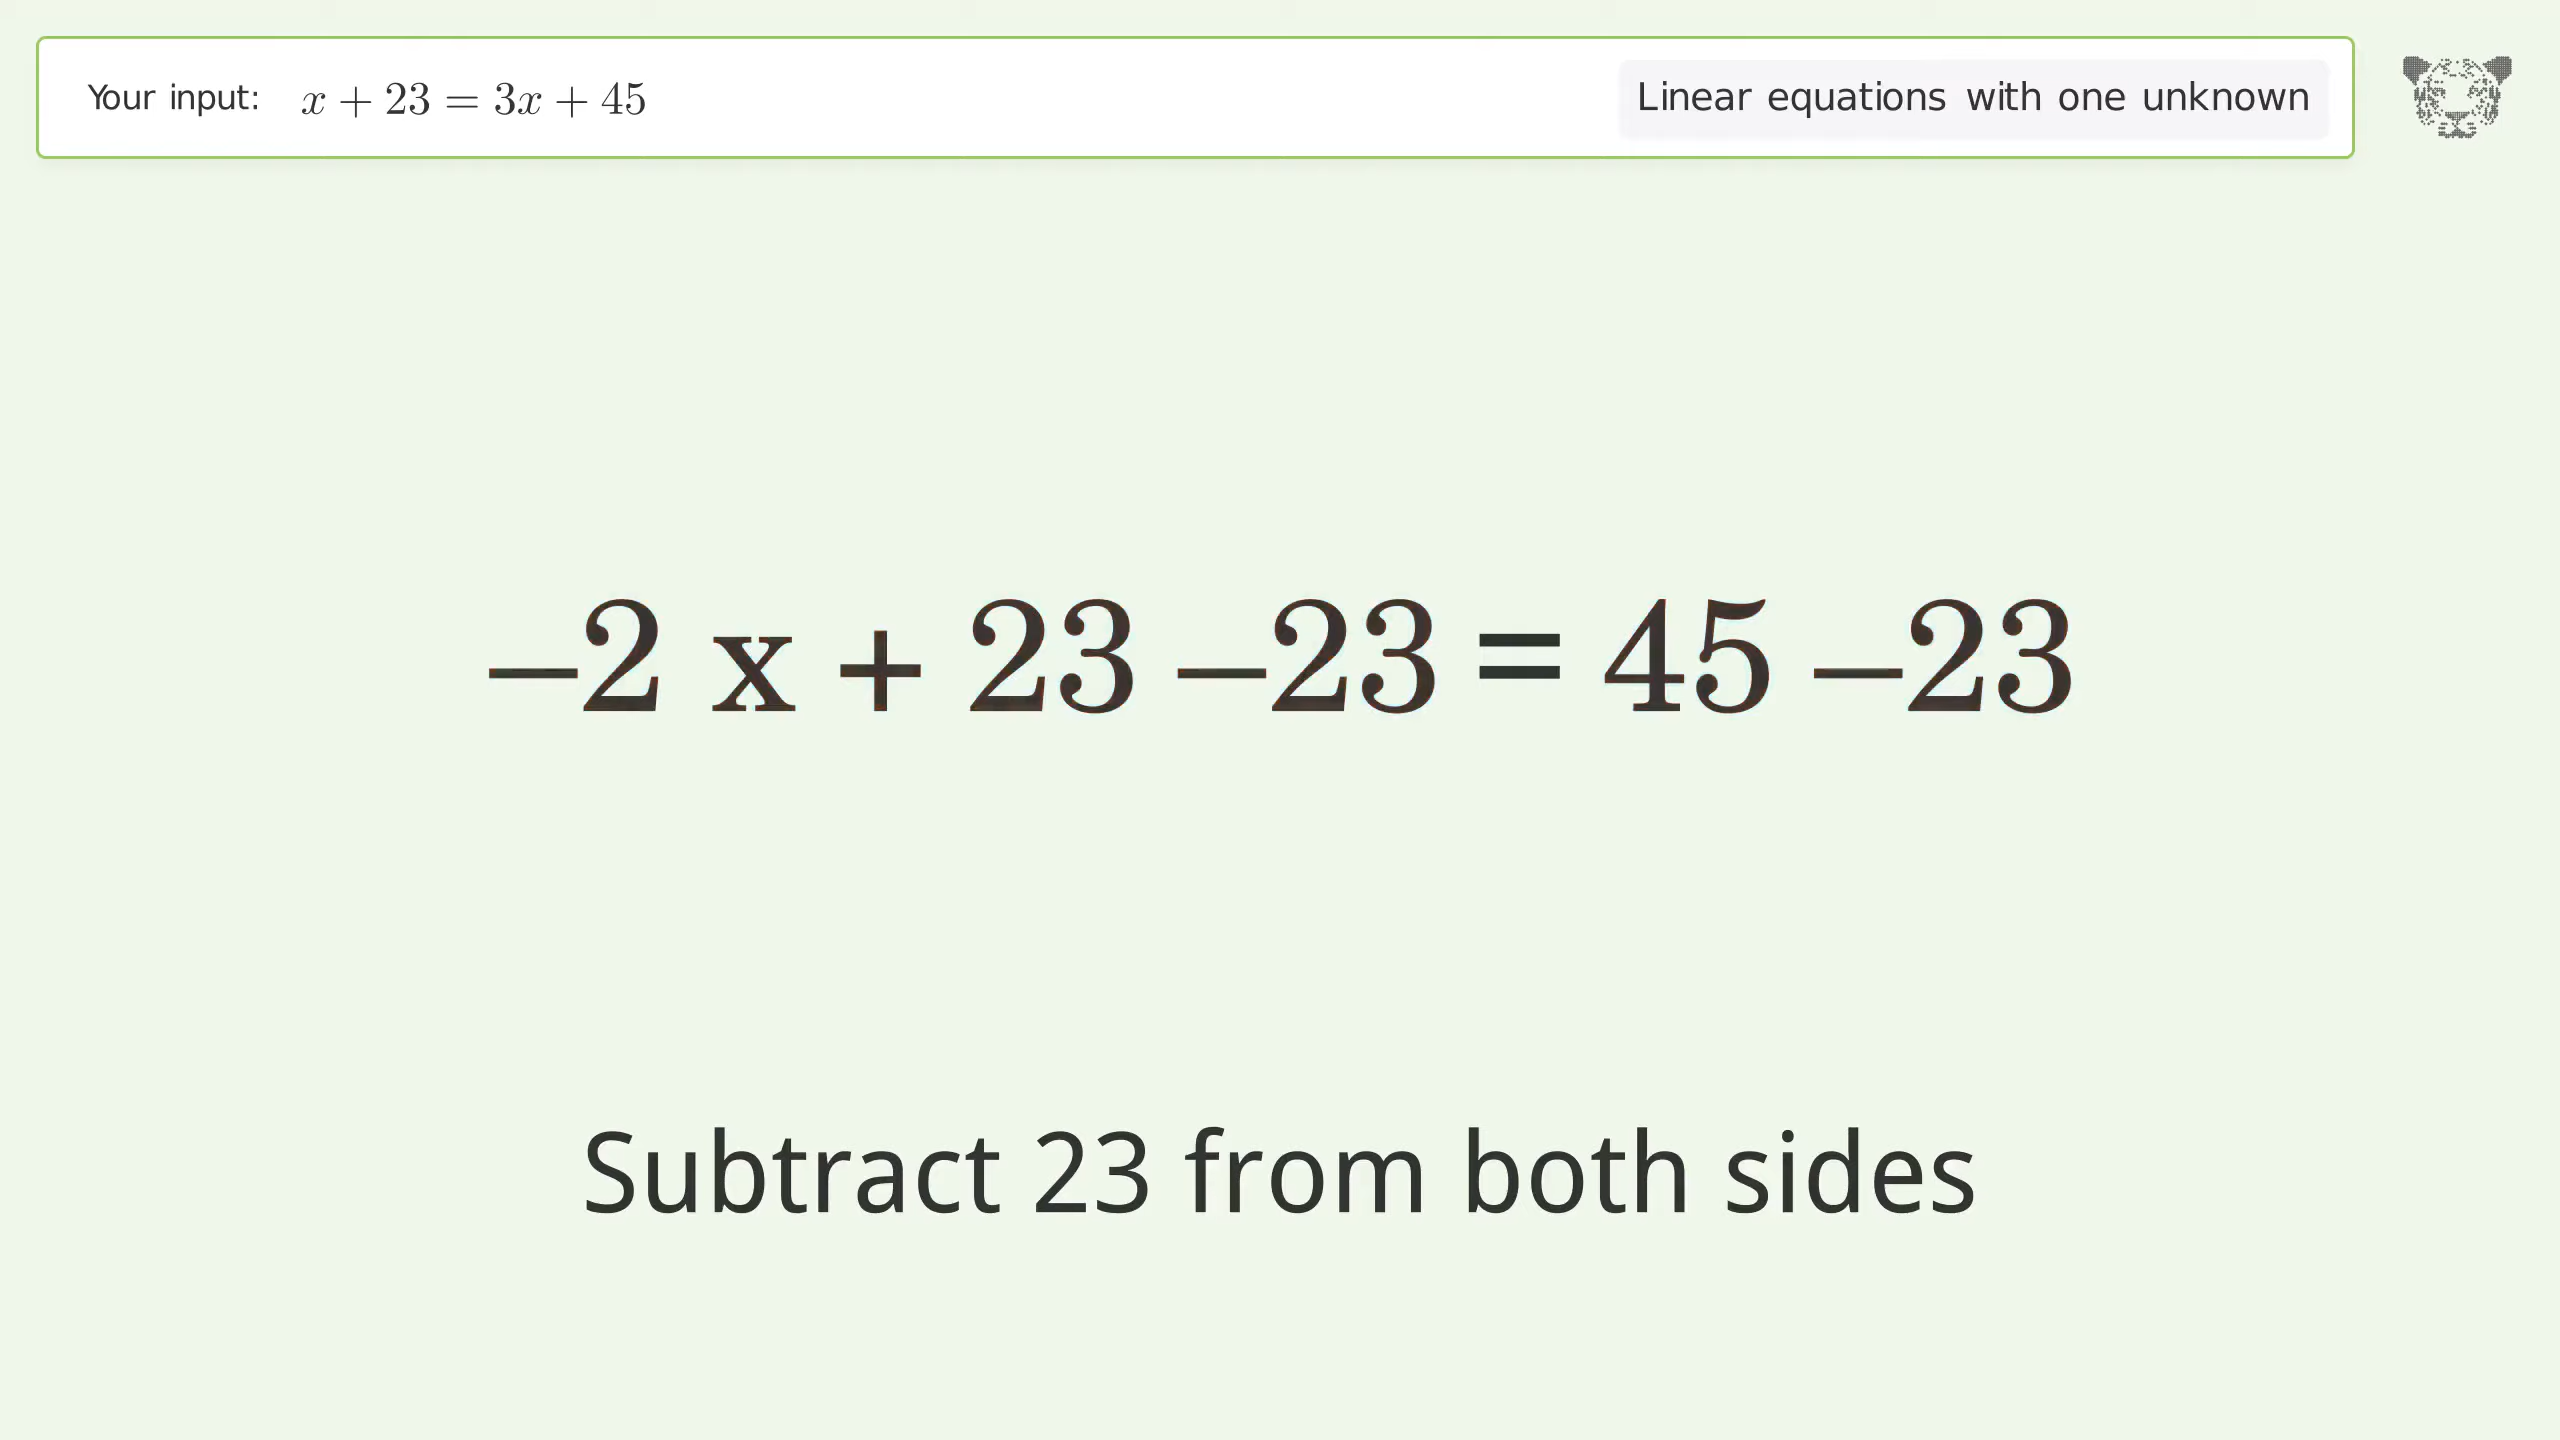 Your input: x + 23 = 3x + 45
Linear equations with one unknown
–2 x + 23 –23 = 45 –23
Subtract 23 from both sides